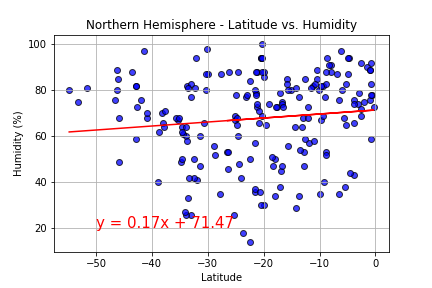 Northern Hemisphere - Latitude vs. Humidity
100
80
60
40
20
Humidity (%)
y = 0.17x + 71.47
−50
−40
−30
−20
−10
0
Latitude